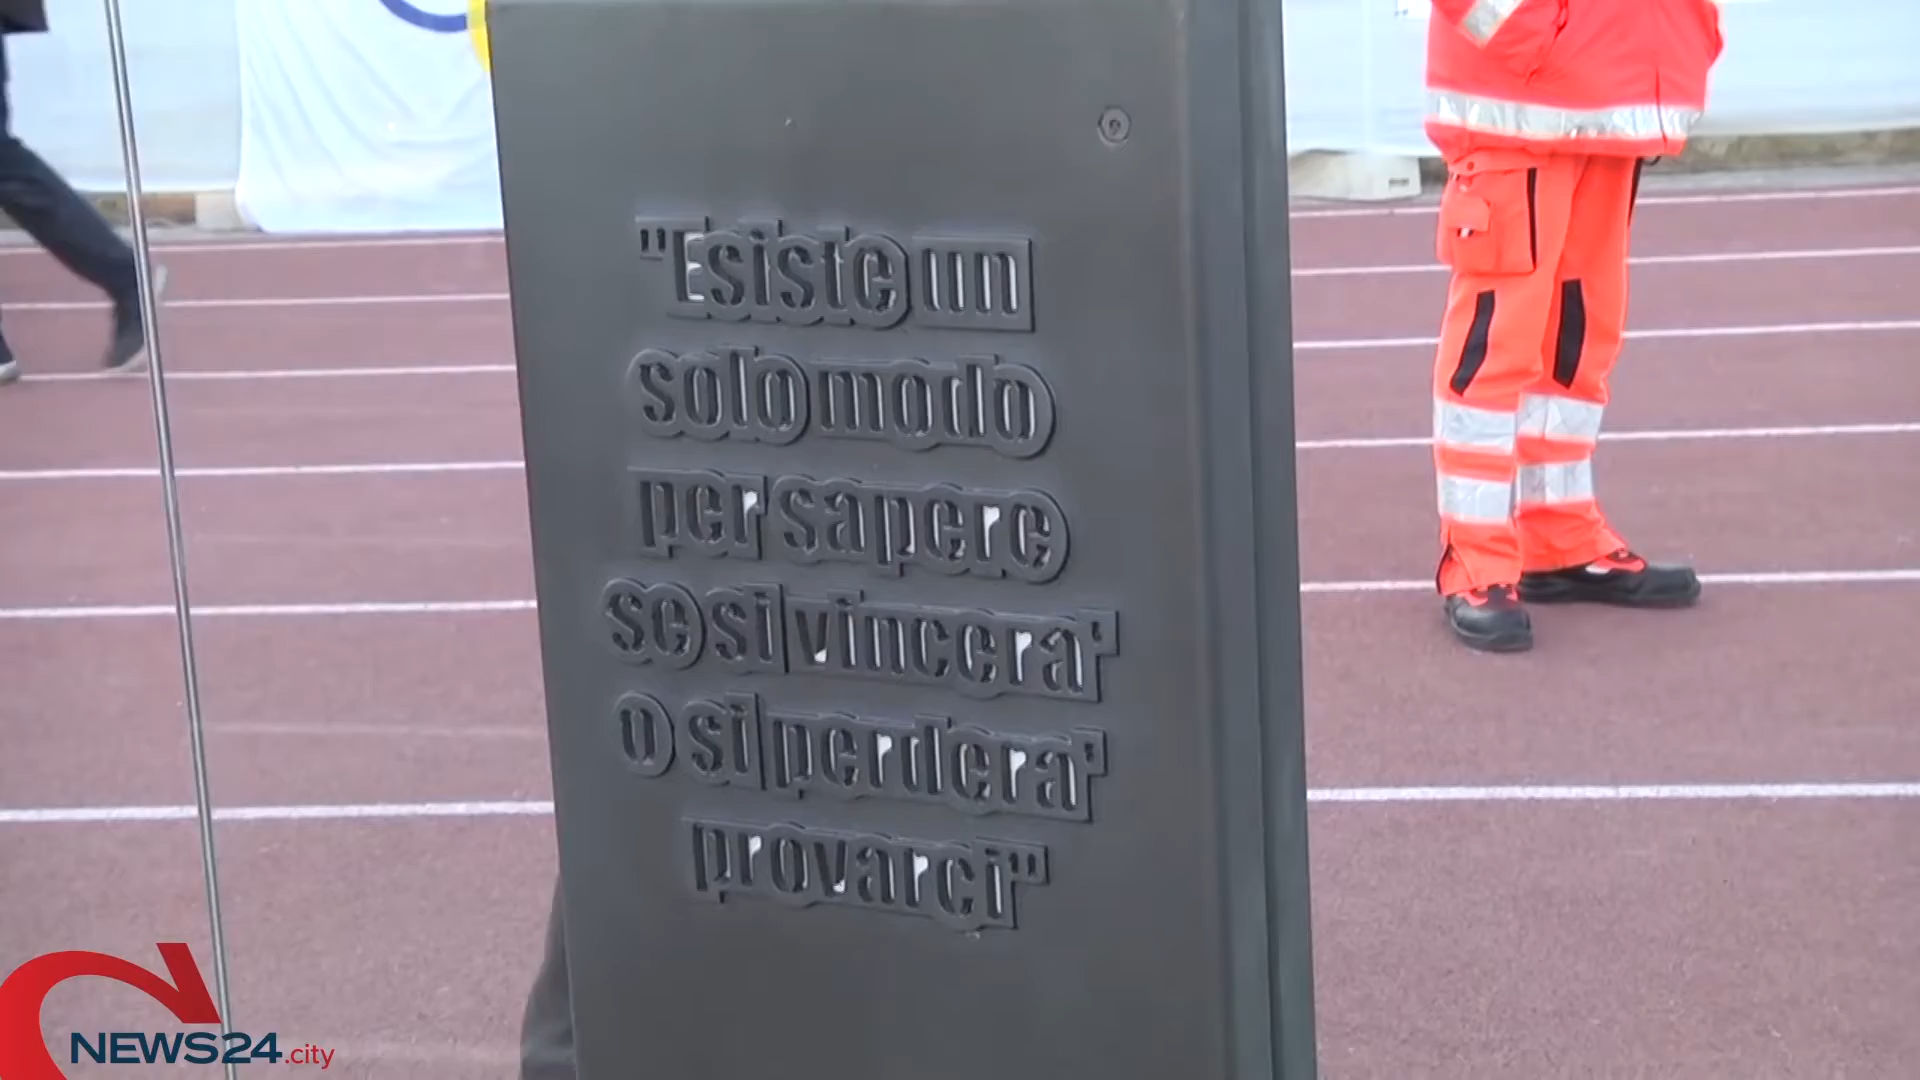 "Esiste un
solo modo
per sapere
se si vincera'
o si perdera'
provarci"
NEWS24.city